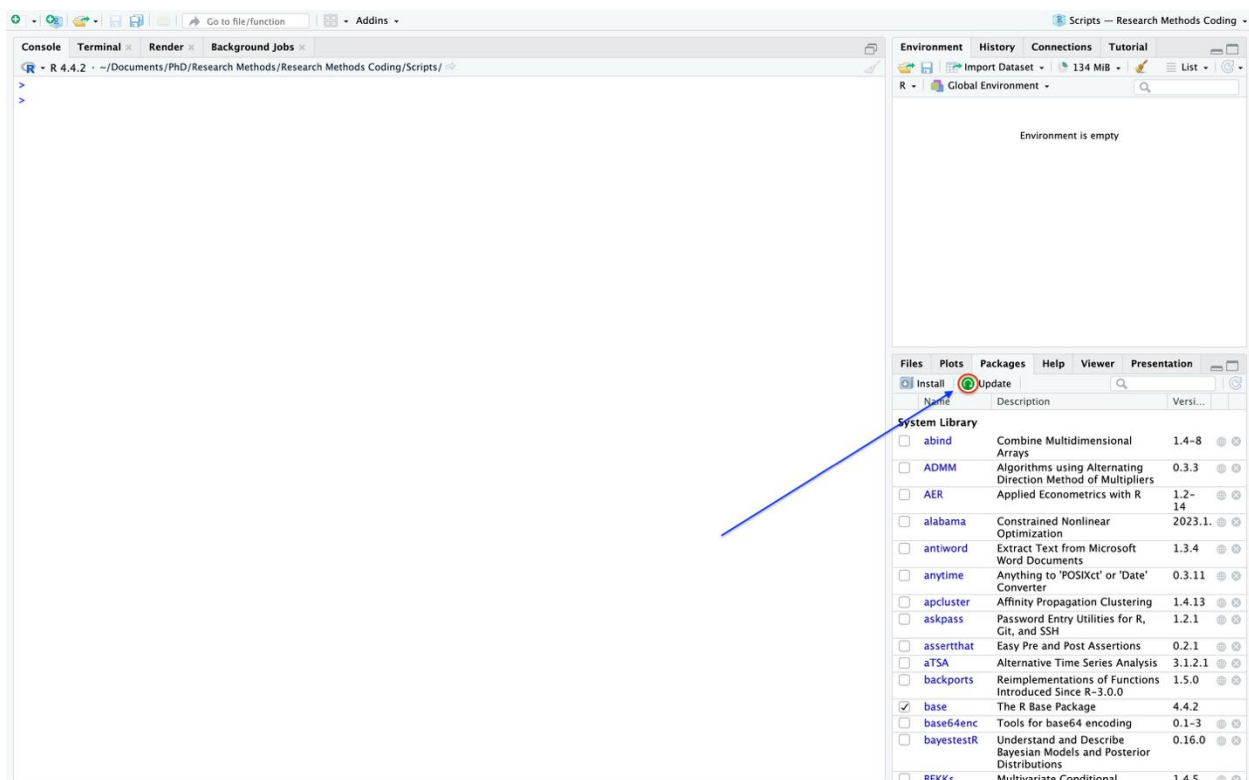 Go to file/function Addins Scripts — Research Methods Coding
Console Terminal Render Background Jobs
R 4.4.2 · ~/Documents/PhD/Research Methods/Research Methods Coding/Scripts/
>
>
Environment History Connections Tutorial
Import Dataset 134 MiB List
R Global Environment
Environment is empty
Files Plots Packages Help Viewer Presentation
Install Update
Name Description Versi...
System Library
abind Combine Multidimensional 1.4-8
Arrays
ADMM Algorithms using Alternating 0.3.3
Direction Method of Multipliers
AER Applied Econometrics with R 1.2-
14
alabama Constrained Nonlinear 2023.1.
Optimization
antiword Extract Text from Microsoft 1.3.4
Word Documents
anytime Anything to 'POSIXct' or 'Date' 0.3.11
Converter
apcluster Affinity Propagation Clustering 1.4.13
askpass Password Entry Utilities for R, 1.2.1
Git, and SSH
assertthat Easy Pre and Post Assertions 0.2.1
aTSA Alternative Time Series Analysis 3.1.2.1
backports Reimplementations of Functions 1.5.0
Introduced Since R-3.0.0
base The R Base Package 4.4.2
base64enc Tools for base64 encoding 0.1-3
bayestestR Understand and Describe 0.16.0
Bayesian Models and Posterior
Distributions
BEKKs Multivariate Conditional 1.4.5